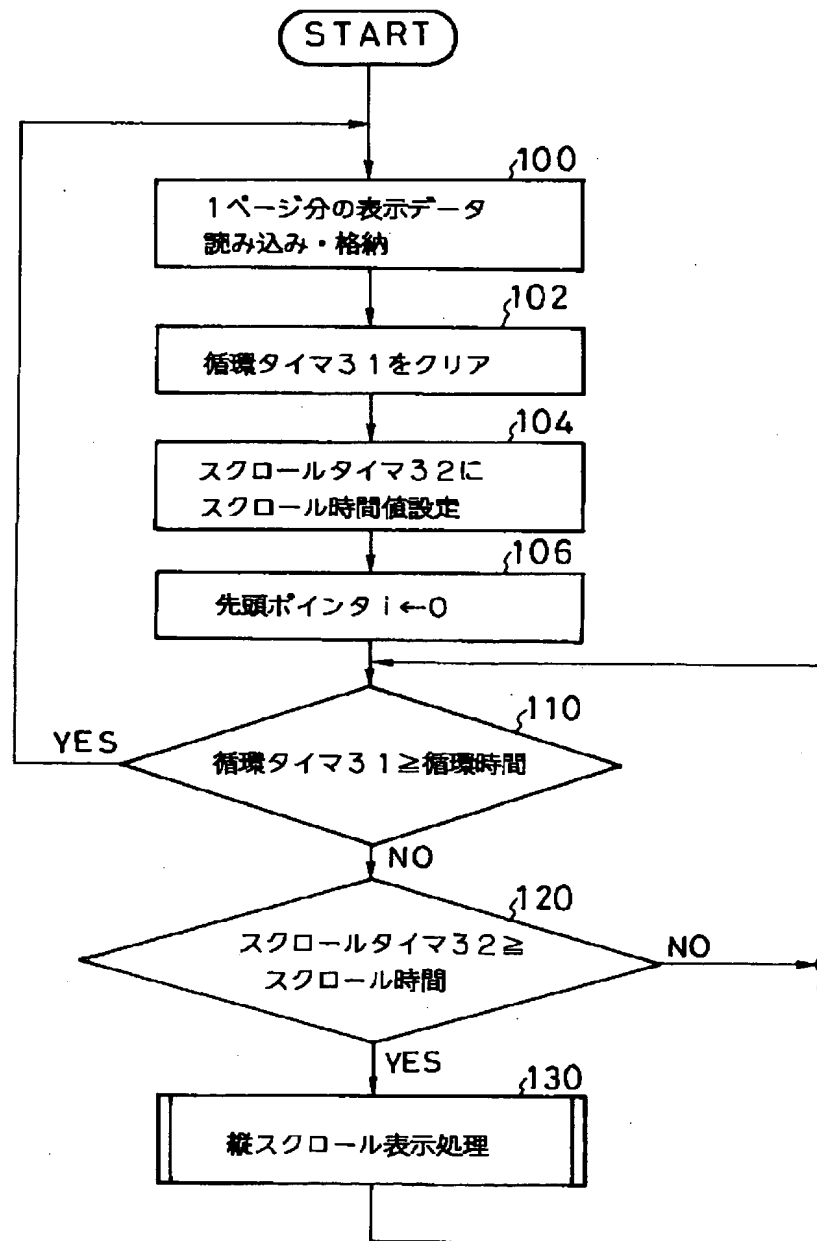 START
100
１ページ分の表示データ
読み込み・格納
102
循環タイマ３１をクリア
104
スクロールタイマ３２に
スクロール時間値設定
106
先頭ポインタｉ←０
110
YES
循環タイマ３１≧循環時間
NO
120
スクロールタイマ３２≧
スクロール時間
NO
YES
130
縦スクロール表示処理